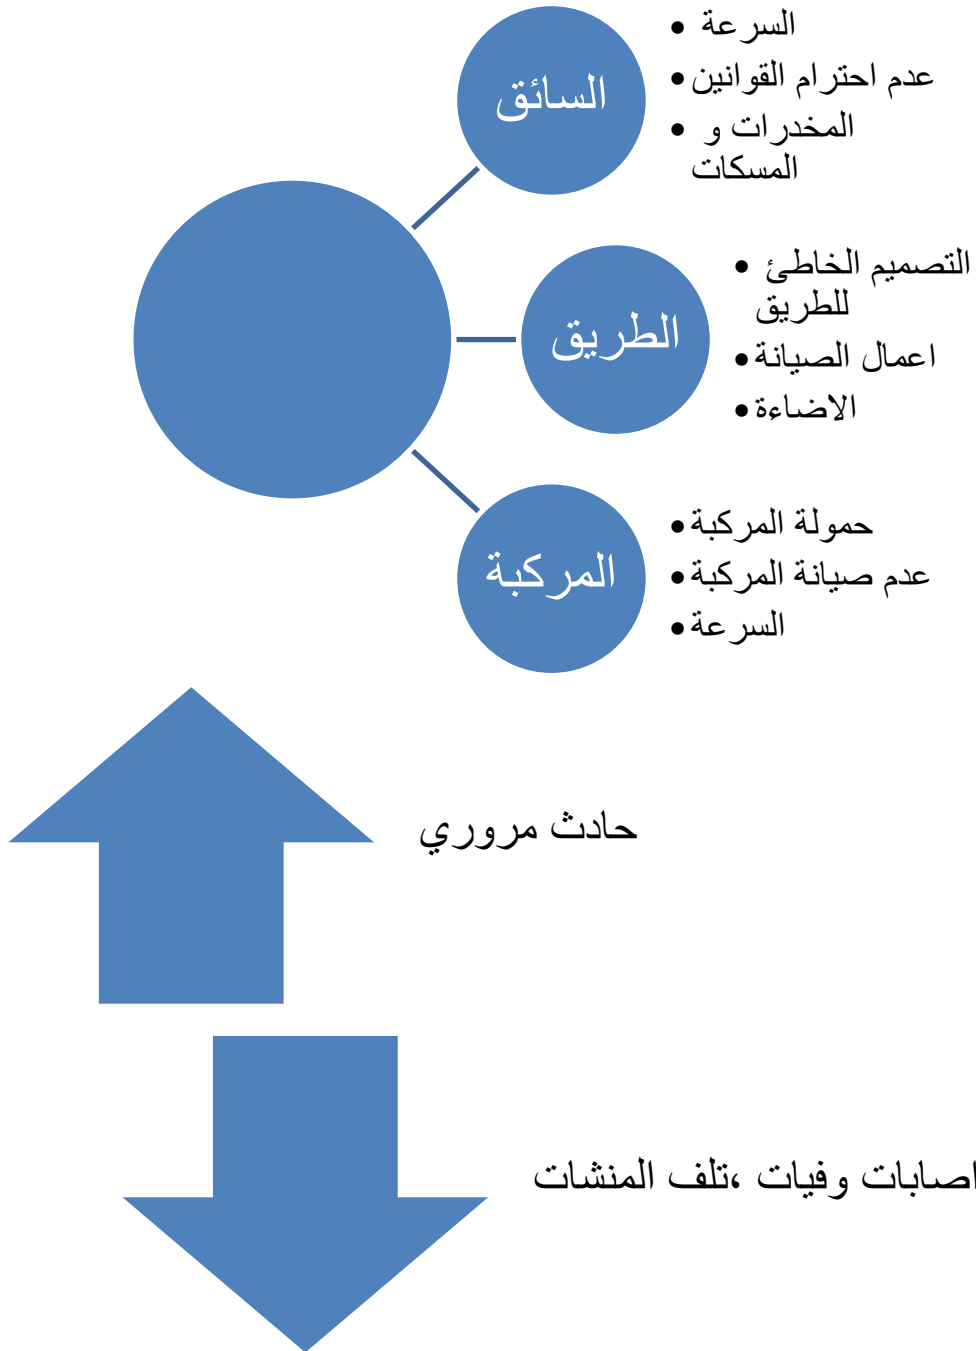 السائق
السرعة
عدم احترام القوانين
المخدرات و
المسكات
الطريق
التصميم الخاطئ
للطريق
اعمال الصيانة
الاضاءة
المركبة
حمولة المركبة
عدم صيانة المركبة
السرعة
حادث مروري
اصابات وفيات ،تلف المنشات